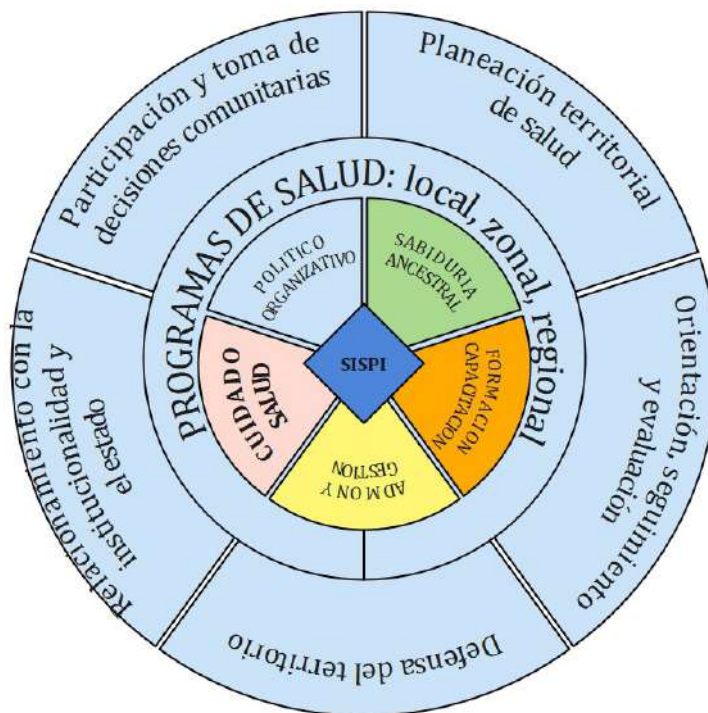 Participación y toma de
decisiones comunitarias
Planeación territorial
de salud
Orientación, seguimiento
y evaluación
Defensa del territorio
Relacionamiento con la
institucionalidad y
el estado
PROGRAMAS DE SALUD: local, zonal, regional
POLITICO
ORGANIZATIVO
SABIDURIA
ANCESTRAL
FORMACION
CAPACITACION
ADMON Y
GESTION
CUIDADO
SALUD
SISPI